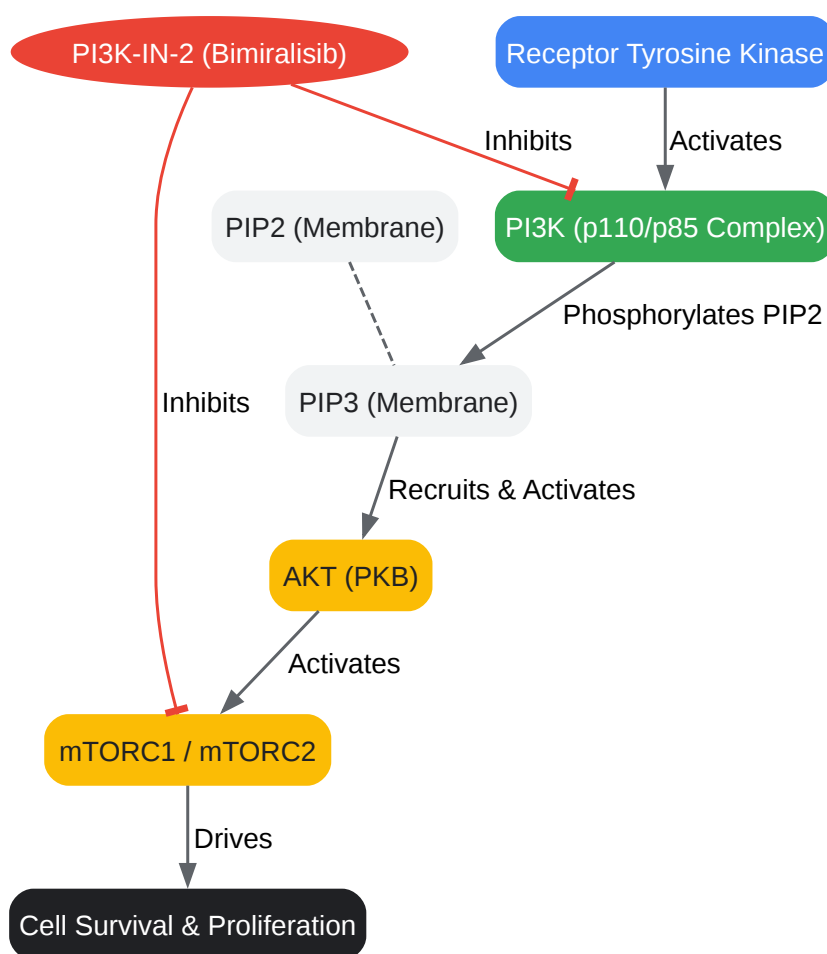 PI3K-IN-2 (Bimiralisib)
Receptor Tyrosine Kinase
Inhibits
Activates
PIP2 (Membrane)
PI3K (p110/p85 Complex)
Phosphorylates PIP2
Inhibits
PIP3 (Membrane)
Recruits & Activates
AKT (PKB)
Activates
mTORC1 / mTORC2
Drives
Cell Survival & Proliferation